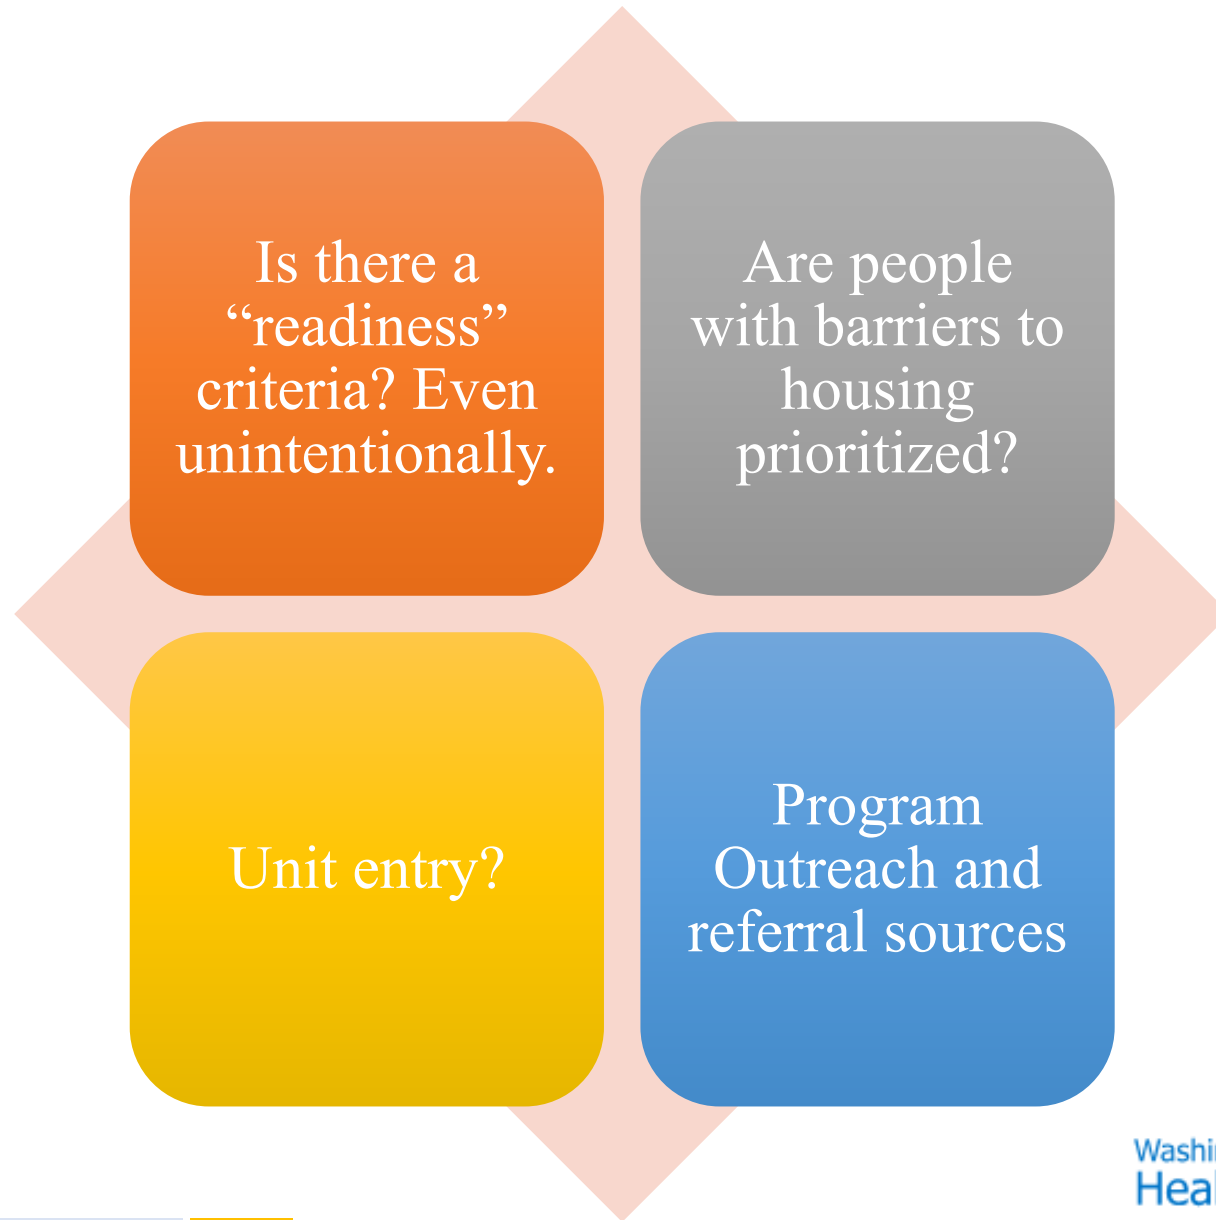 Is there a
“readiness”
criteria? Even
unintentionally.
Are people
with barriers to
housing
prioritized?
Unit entry?
Program
Outreach and
referral sources